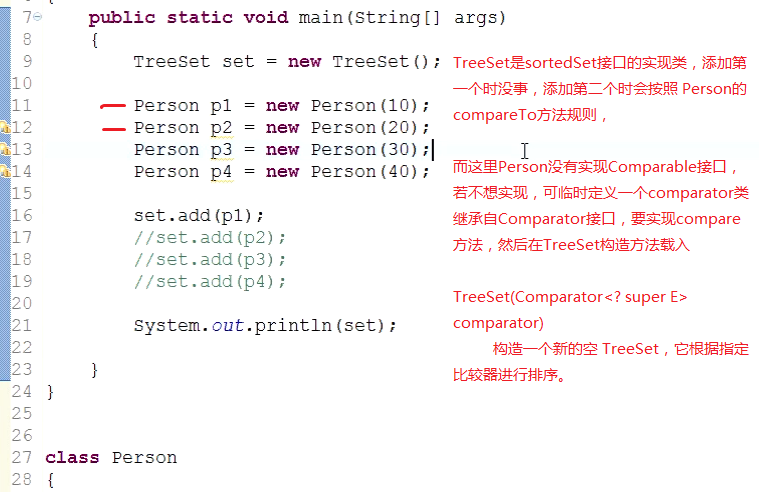 7 public static void main(String[] args)
8 {
9 TreeSet set = new TreeSet();
10
11 Person p1 = new Person(10);
12 Person p2 = new Person(20);
13 Person p3 = new Person(30);
14 Person p4 = new Person(40);
15
16 set.add(p1);
17 //set.add(p2);
18 //set.add(p3);
19 //set.add(p4);
20
21 System.out.println(set);
22
23 }
24 }
25
26
27 class Person
28 {
TreeSet是sortedSet接口的实现类，添加第
一个时没事，添加第二个时会按照 Person的
compareTo方法规则，
而这里Person没有实现Comparable接口，
若不想实现，可临时定义一个comparator类
继承自Comparator接口，要实现compare
方法，然后在TreeSet构造方法载入
TreeSet(Comparator<? super E>
comparator)
构造一个新的空 TreeSet，它根据指定
比较器进行排序。